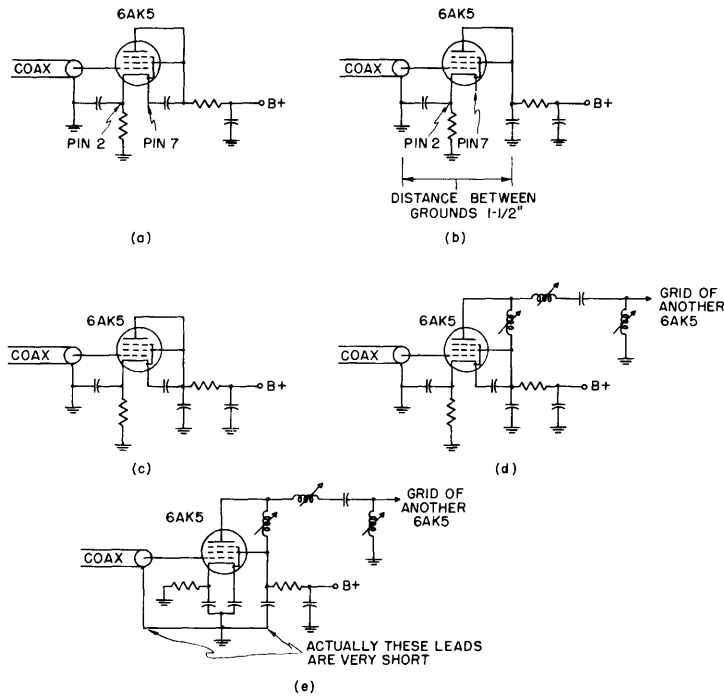 6AK5
COAX
PIN 2
PIN 7
B+
(a)
6AK5
COAX
PIN 2
PIN 7
B+
DISTANCE BETWEEN
GROUNDS 1-1/2"
(b)
6AK5
COAX
B+
(c)
GRID OF
ANOTHER
6AK5
6AK5
COAX
B+
(d)
GRID OF
ANOTHER
6AK5
6AK5
COAX
B+
ACTUALLY THESE LEADS
ARE VERY SHORT
(e)